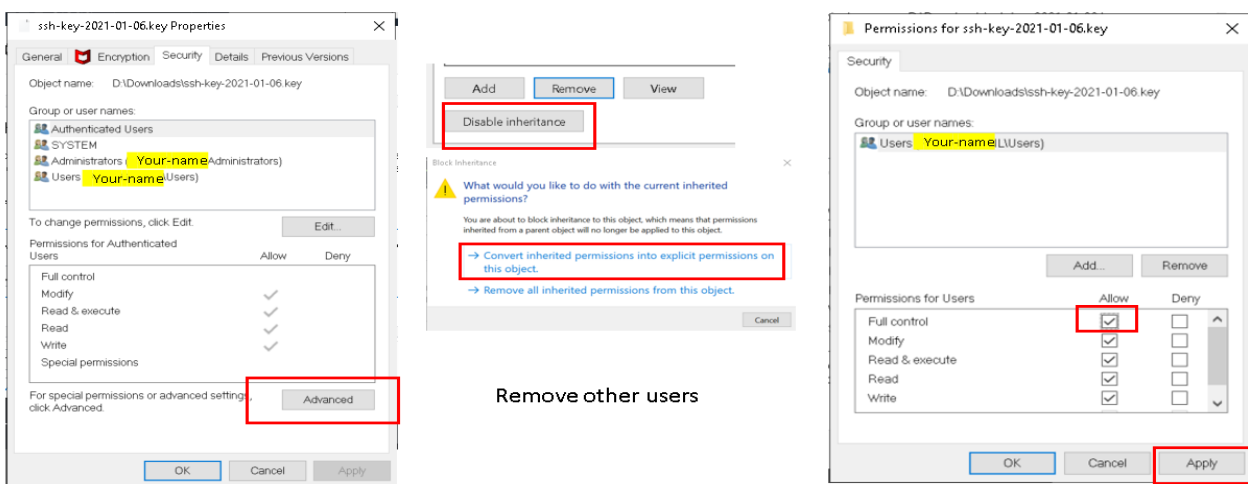 ssh-key-2021-01-06.key Properties
General Encryption Security Details Previous Versions
Object name: D:\Downloads\ssh-key-2021-01-06.key
Group or user names:
Authenticated Users
SYSTEM
Administrators ( Your-name Administrators)
Users Your-name \Users)
To change permissions, click Edit.
Edit...
Permissions for Authenticated
Users Allow Deny
Full control
Modify
Read & execute
Read
Write
Special permissions
For special permissions or advanced settings,
click Advanced.
Advanced
OK Cancel Apply
Add Remove View
Disable inheritance
Block Inheritance
What would you like to do with the current inherited
permissions?
You are about to block inheritance to this object, which means that permissions
inherited from a parent object will no longer be applied to this object.
→ Convert inherited permissions into explicit permissions on
this object.
→ Remove all inherited permissions from this object.
Cancel
Remove other users
Permissions for ssh-key-2021-01-06.key
Security
Object name: D:\Downloads\ssh-key-2021-01-06.key
Group or user names:
Users Your-name L\Users)
Add... Remove
Permissions for Users Allow Deny
Full control
Modify
Read & execute
Read
Write
OK Cancel Apply